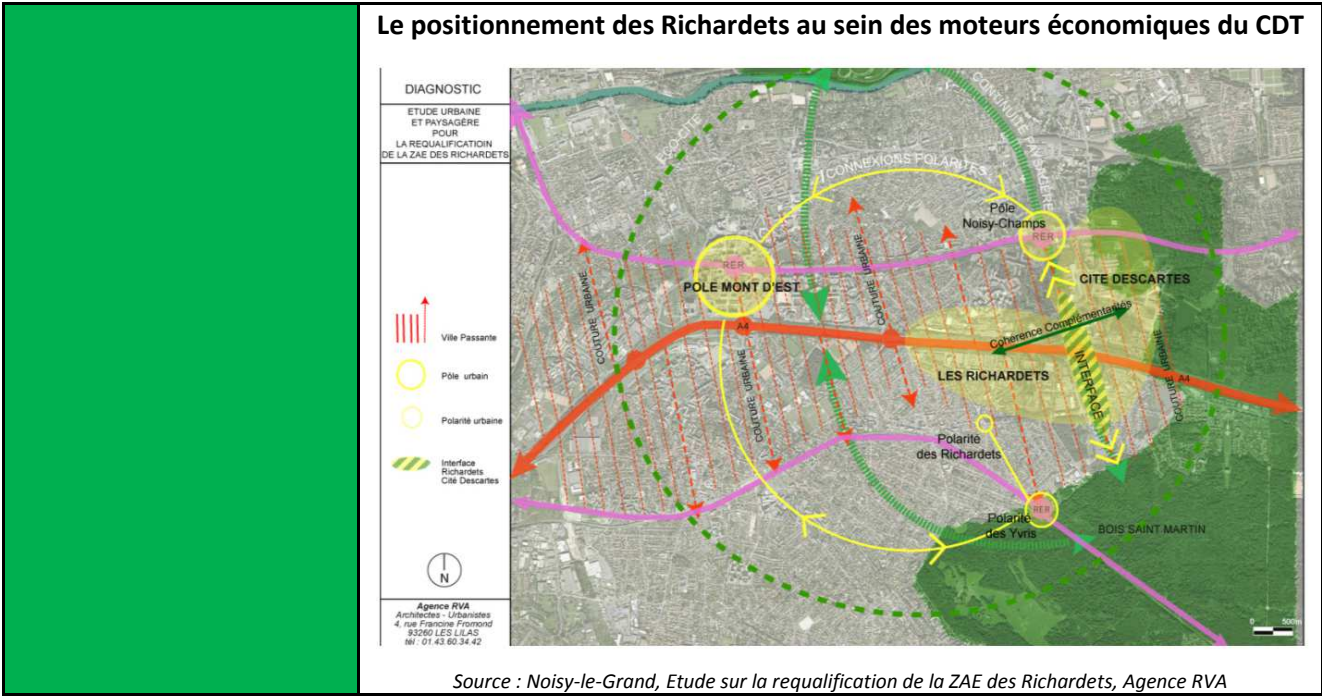 Le positionnement des Richardets au sein des moteurs économiques du CDT
DIAGNOSTIC
ETUDE URBAINE
ET PAYSAGÈRE
POUR
LA REQUALIFICATIOIN
DE LA ZAE DES RICHARDETS
Ville Passante
Pôle urbain
Polarité urbaine
Interface
Richardets
Cité Descartes
N
Agence RVA
Architectes - Urbanistes
4, rue Francine Fromond
93260 LES LILAS
tél : 01.43.60.34.42
CONTINUITÉ PAYSAGÈRE
CONNEXIONS POLARITES
Pôle
Noisy-Champs
RER
RER
POLE MONT D'EST
CITE DESCARTES
COUTURE URBAINE
COUTURE URBAINE
COUTURE URBAINE
COUTURE URBAINE
A4
Cohérence Complémentarités
LES RICHARDETS
INTERFACE
A4
Polarité
des Richardets
RER
Polarité
des Yvris
BOIS SAINT MARTIN
0 500m
Source : Noisy-le-Grand, Etude sur la requalification de la ZAE des Richardets, Agence RVA